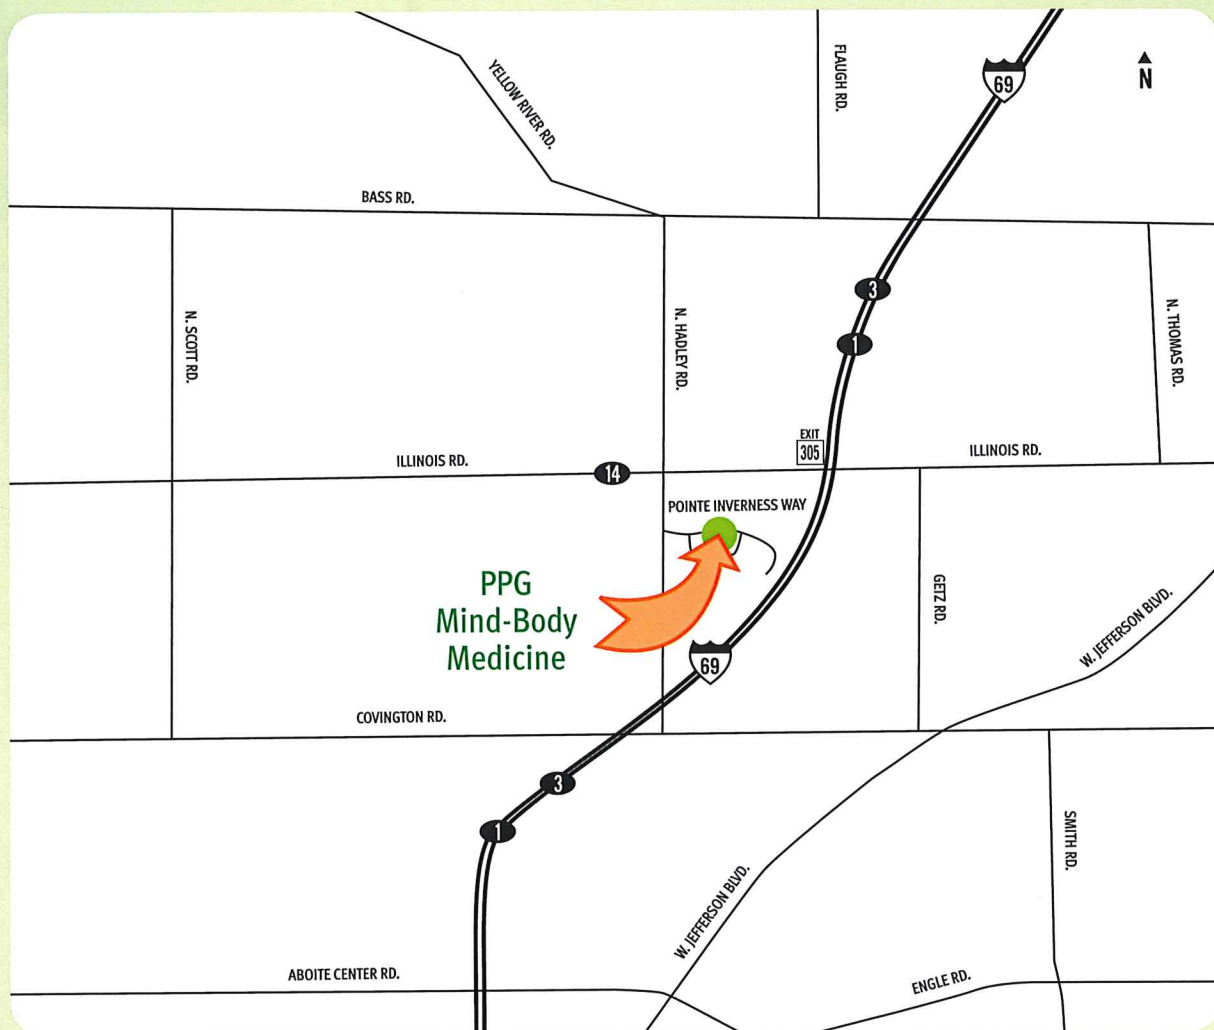 YELLOW RIVER RD.
FLAUGH RD.
69
N
BASS RD.
3
1
N. SCOTT RD.
N. HADLEY RD.
N. THOMAS RD.
EXIT
305
ILLINOIS RD.
14
ILLINOIS RD.
POINTE INVERNESS WAY
PPG
Mind-Body
Medicine
GETZ RD.
W. JEFFERSON BLVD.
69
COVINGTON RD.
3
1
SMITH RD.
W. JEFFERSON BLVD.
ABOITE CENTER RD.
ENGLE RD.